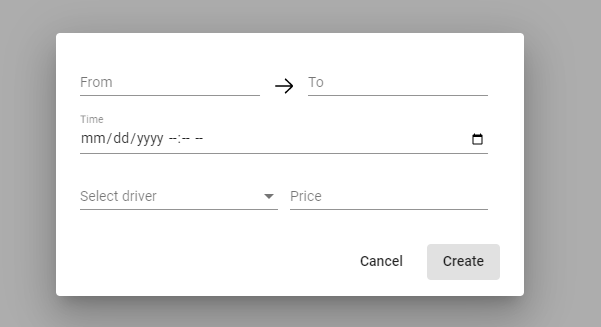 From To
Time
mm/dd/yyyy --:-- --
Select driver Price
Cancel Create